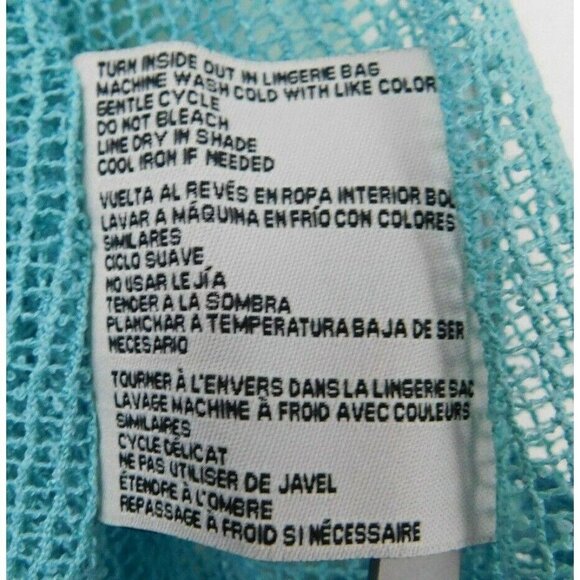 TURN INSIDE OUT IN LINGERIE BAG
MACHINE WASH COLD WITH LIKE COLOR
GENTLE CYCLE
DO NOT BLEACH
LINE DRY IN SHADE
COOL IRON IF NEEDED
VUELTA AL REVÉS EN ROPA INTERIOR BOL
LAVAR A MÁQUINA EN FRÍO CON COLORES
SIMILARES
CICLO SUAVE
NO USAR LEJÍA
TENDER A LA SOMBRA
PLANCHAR A TEMPERATURA BAJA DE SER
NECESARIO
TOURNER À L'ENVERS DANS LA LINGERIE SAC
LAVAGE MACHINE À FROID AVEC COULEURS
SIMILAIRES
CYCLE DÉLICAT
NE PAS UTILISER DE JAVEL
ÉTENDRE À L'OMBRE
REPASSAGE À FROID SI NÉCESSAIRE